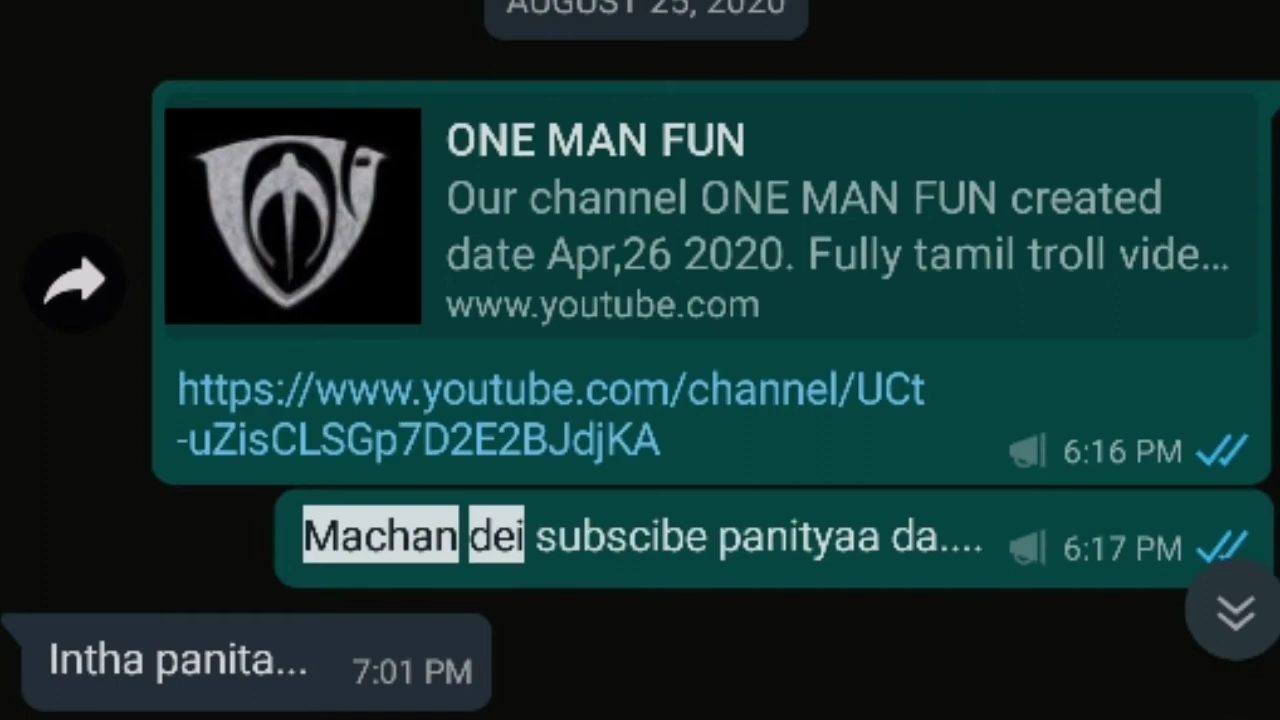 AUGUST 25, 2020
ONE MAN FUN
Our channel ONE MAN FUN created
date Apr,26 2020. Fully tamil troll vide...
www.youtube.com
https://www.youtube.com/channel/UCt
-uZisCLSGp7D2E2BJdjKA
6:16 PM
Machan dei subscibe panityaa da....
6:17 PM
Intha panita...
7:01 PM